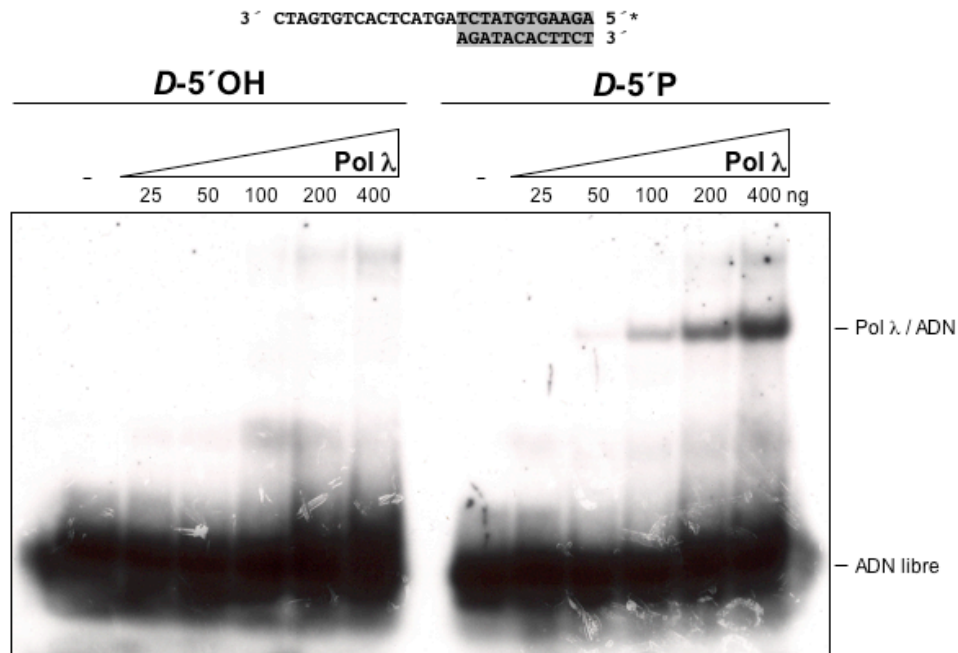 3´ CTAGTGTCACTCATGATCTATGTGAAGA 5´*
AGATACACTTCT 3´
D-5´OH
D-5´P
Pol λ
Pol λ
- 25 50 100 200 400
- 25 50 100 200 400 ng
Pol λ / ADN
ADN libre